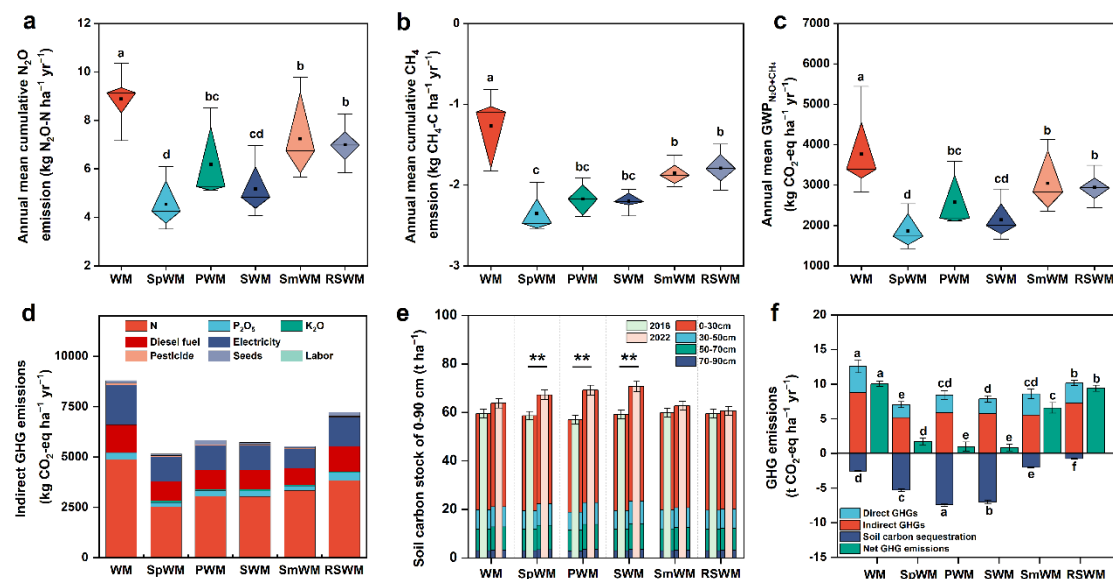 a
Annual mean cumulative N₂O
emission (kg N₂O-N ha⁻¹ yr⁻¹)
12
10
8
6
4
2
a
d
bc
cd
b
b
WM SpWM PWM SWM SmWM RSWM
b
Annual mean cumulative CH₄
emssion (kg CH₄-C ha⁻¹ yr⁻¹)
0
-1
-2
-3
a
c
bc
bc
b
b
WM SpWM PWM SWM SmWM RSWM
c
Annual mean GWP_N₂O+CH₄
(kg CO₂-eq ha⁻¹ yr⁻¹)
7000
6000
5000
4000
3000
2000
1000
a
d
bc
cd
b
b
WM SpWM PWM SWM SmWM RSWM
d
Indirect GHG emissions
(kg CO₂-eq ha⁻¹ yr⁻¹)
10000
7500
5000
2500
0
N P₂O₅ K₂O
Diesel fuel Electricity
Pesticide Seeds Labor
WM SpWM PWM SWM SmWM RSWM
e
Soil carbon stock of 0-90 cm (t ha⁻¹)
100
80
60
40
20
0
2016 0-30cm
2022 30-50cm
50-70cm
70-90cm
** ** **
WM SpWM PWM SWM SmWM RSWM
f
GHG emissions
(t CO₂-eq ha⁻¹ yr⁻¹)
15
10
5
0
-5
-10
-15
a a
e d
cd e
d e
cd c
b b
d c a b e f
Direct GHGs
Indirect GHGs
Soil carbon sequestration
Net GHG emissions
WM SpWM PWM SWM SmWM RSWM